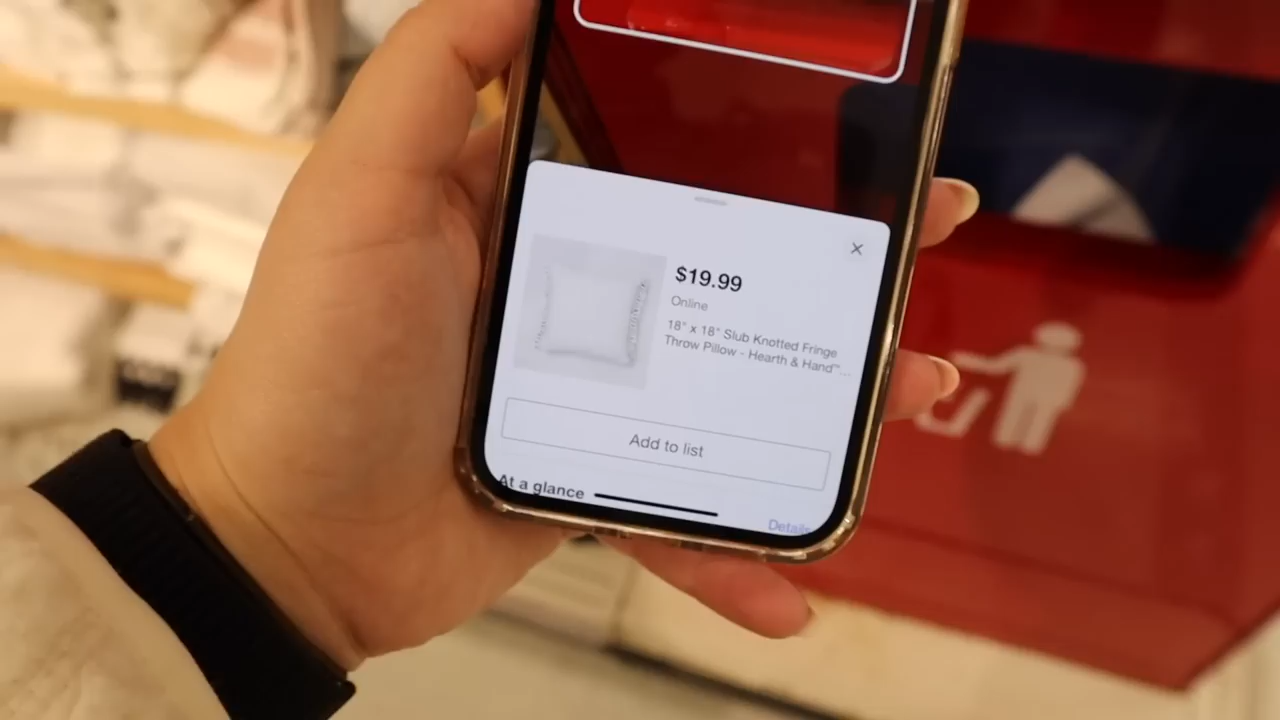 $19.99
Online
18" x 18" Slub Knotted Fringe
Throw Pillow - Hearth & Hand™...
Add to list
At a glance
Details